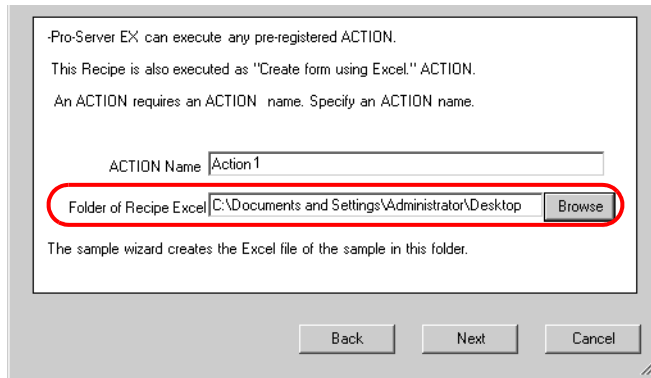 -Pro-Server EX can execute any pre-registered ACTION.
This Recipe is also executed as "Create form using Excel." ACTION.
An ACTION requires an ACTION  name. Specify an ACTION name.
ACTION Name Action1
Folder of Recipe Excel C:\Documents and Settings\Administrator\Desktop Browse
The sample wizard creates the Excel file of the sample in this folder.
Back Next Cancel